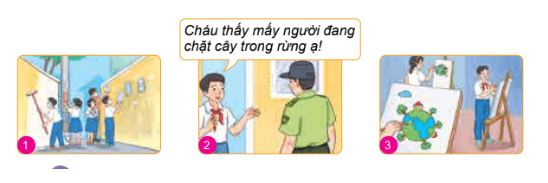 Cháu thấy mấy người đang
chặt cây trong rừng ạ!
1
2
3